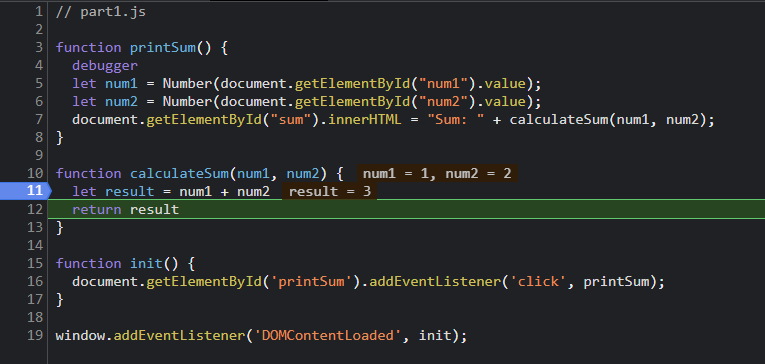 1 // part1.js
2
3 function printSum() {
4   debugger
5   let num1 = Number(document.getElementById("num1").value);
6   let num2 = Number(document.getElementById("num2").value);
7   document.getElementById("sum").innerHTML = "Sum: " + calculateSum(num1, num2);
8 }
9
10 function calculateSum(num1, num2) {  num1 = 1, num2 = 2
11   let result = num1 + num2  result = 3
12   return result
13 }
14
15 function init() {
16   document.getElementById('printSum').addEventListener('click', printSum);
17 }
18
19 window.addEventListener('DOMContentLoaded', init);